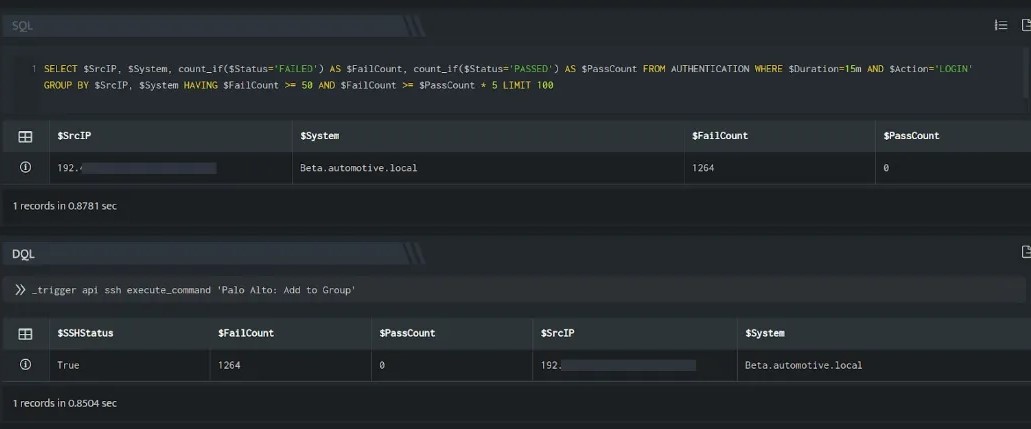 SQL
1 SELECT $SrcIP, $System, count_if($Status='FAILED') AS $FailCount, count_if($Status='PASSED') AS $PassCount FROM AUTHENTICATION WHERE $Duration=15m AND $Action='LOGIN'
GROUP BY $SrcIP, $System HAVING $FailCount >= 50 AND $FailCount >= $PassCount * 5 LIMIT 100
$SrcIP $System $FailCount $PassCount
192. Beta.automotive.local 1264 0
1 records in 0.8781 sec
DQL
_trigger api ssh execute_command 'Palo Alto: Add to Group'
$SSHStatus $FailCount $PassCount $SrcIP $System
True 1264 0 192. Beta.automotive.local
1 records in 0.8504 sec